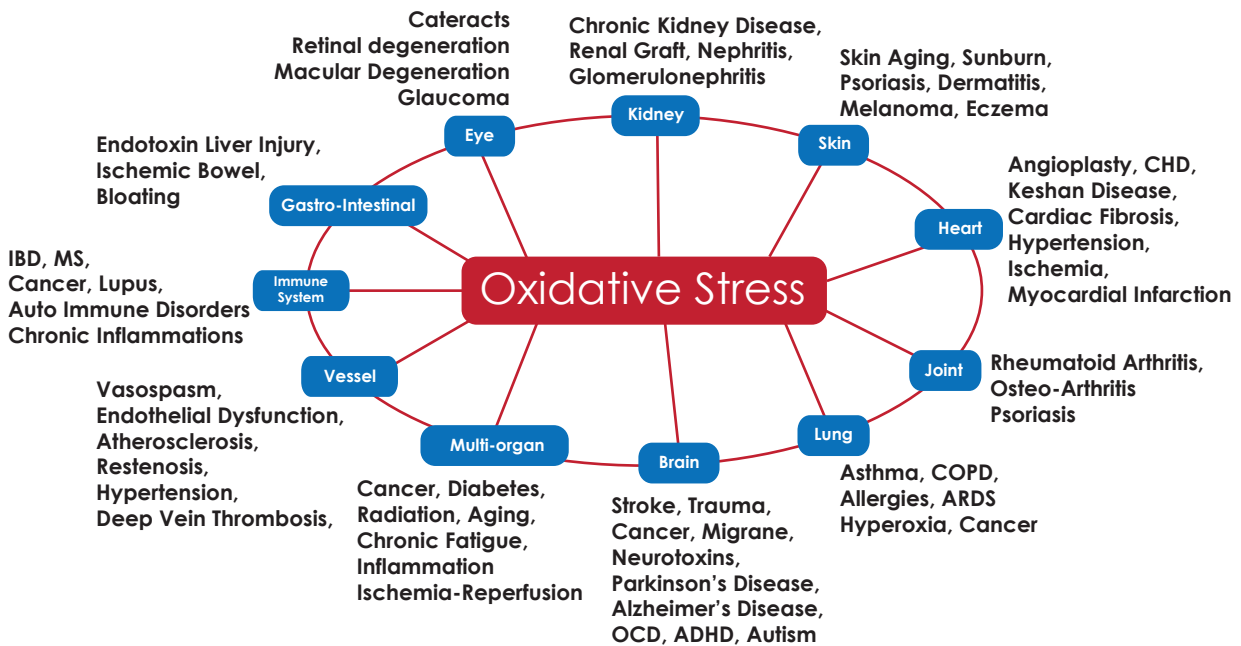 Cateracts
Retinal degeneration
Macular Degeneration
Glaucoma
Eye
Chronic Kidney Disease,
Renal Graft, Nephritis,
Glomerulonephritis
Kidney
Skin Aging, Sunburn,
Psoriasis, Dermatitis,
Melanoma, Eczema
Skin
Endotoxin Liver Injury,
Ischemic Bowel,
Bloating
Gastro-Intestinal
Angioplasty, CHD,
Keshan Disease,
Cardiac Fibrosis,
Hypertension,
Ischemia,
Myocardial Infarction
Heart
IBD, MS,
Cancer, Lupus,
Auto Immune Disorders
Chronic Inflammations
Immune
System
Oxidative Stress
Vessel
Vasospasm,
Endothelial Dysfunction,
Atherosclerosis,
Restenosis,
Hypertension,
Deep Vein Thrombosis,
Joint
Rheumatoid Arthritis,
Osteo-Arthritis
Psoriasis
Multi-organ
Cancer, Diabetes,
Radiation, Aging,
Chronic Fatigue,
Inflammation
Ischemia-Reperfusion
Brain
Stroke, Trauma,
Cancer, Migrane,
Neurotoxins,
Parkinson's Disease,
Alzheimer's Disease,
OCD, ADHD, Autism
Lung
Asthma, COPD,
Allergies, ARDS
Hyperoxia, Cancer